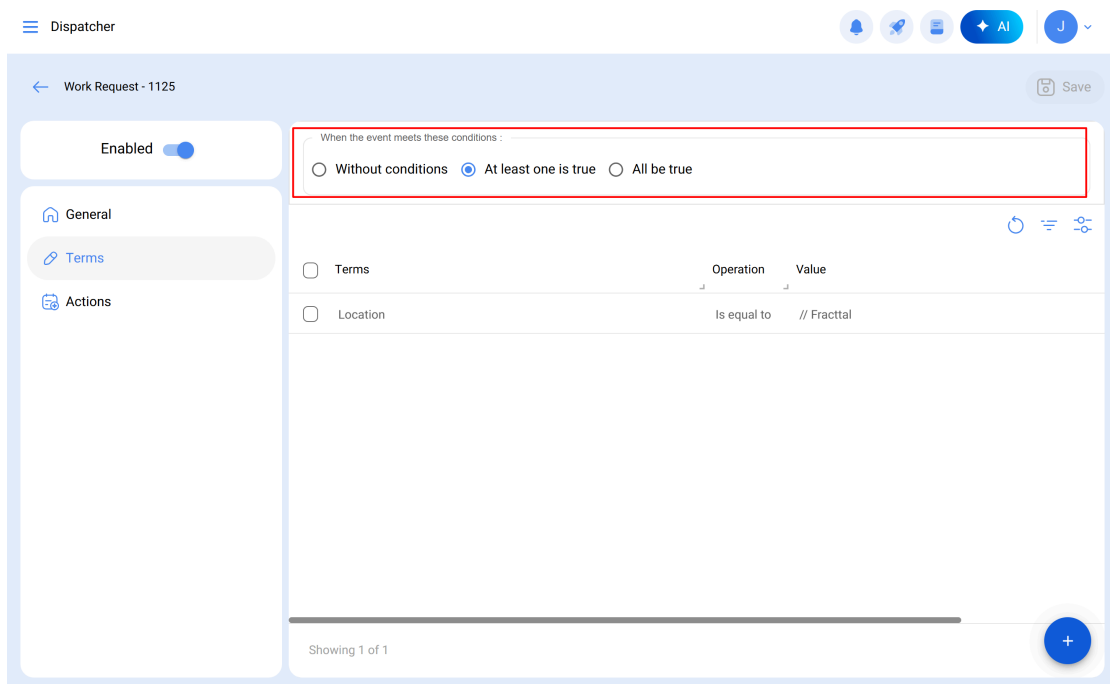 Dispatcher
AI
J
Work Request - 1125
Save
Enabled
General
Terms
Actions
When the event meets these conditions :
Without conditions At least one is true All be true
Terms Operation Value
Location Is equal to // Fracttal
Showing 1 of 1